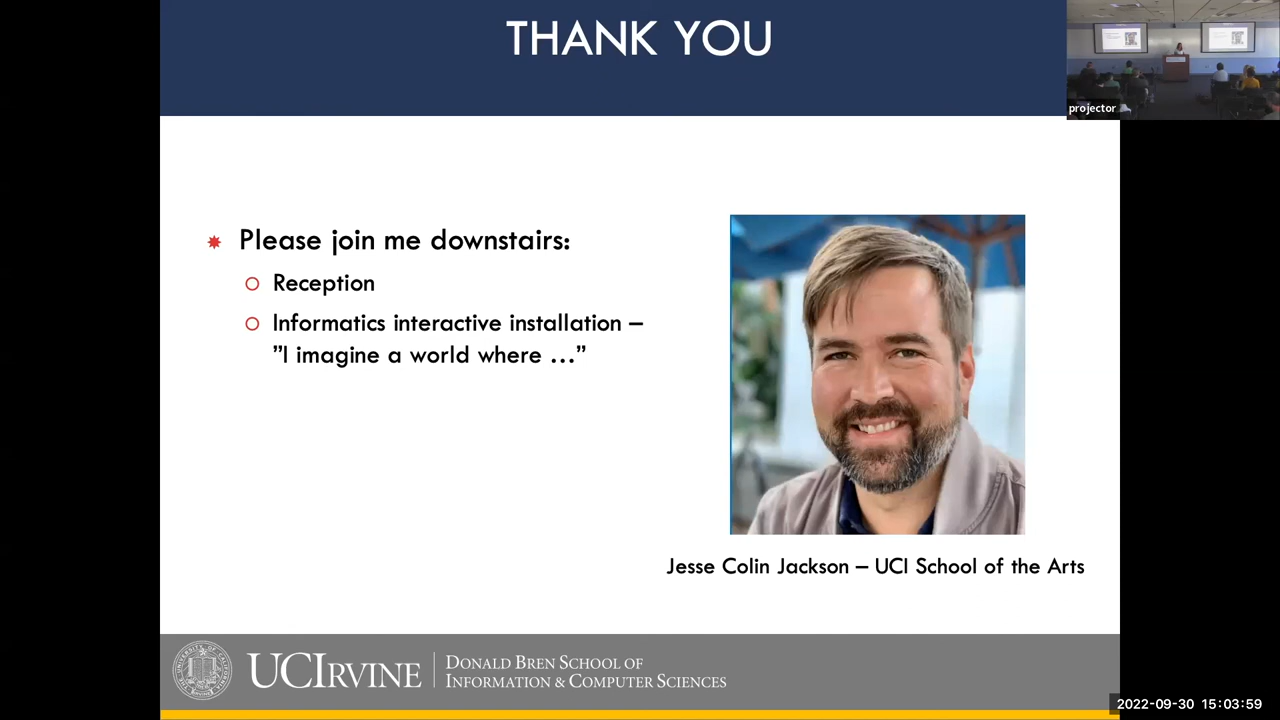 THANK YOU
projector
Please join me downstairs:
Reception
Informatics interactive installation –
”I imagine a world where …”
Jesse Colin Jackson – UCI School of the Arts
UCIRVINE
DONALD BREN SCHOOL OF
INFORMATION & COMPUTER SCIENCES
2022-09-30 15:03:59